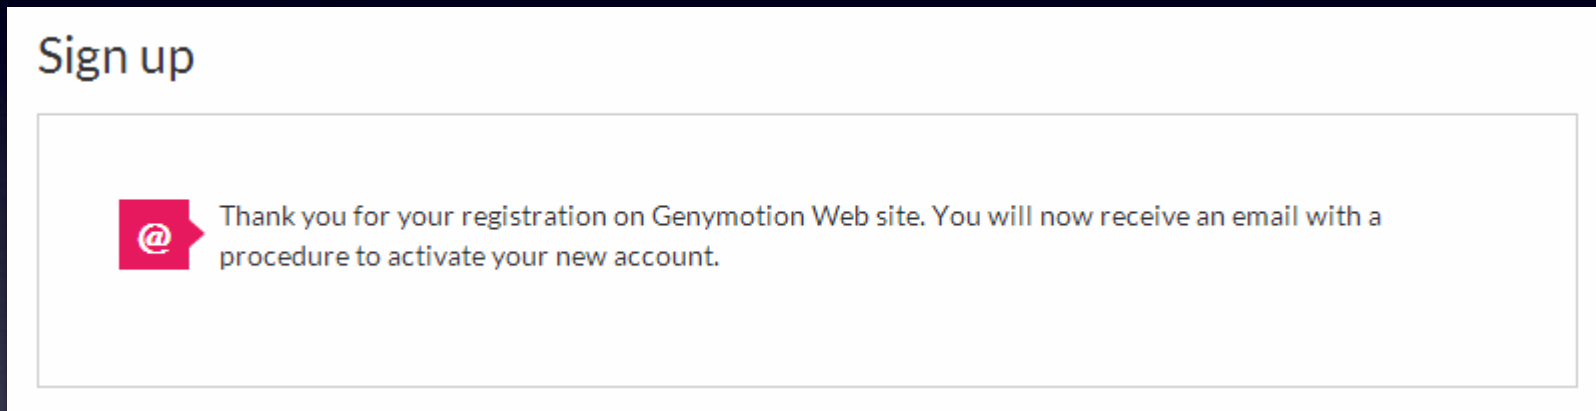 Sign up
@
Thank you for your registration on Genymotion Web site. You will now receive an email with a
procedure to activate your new account.